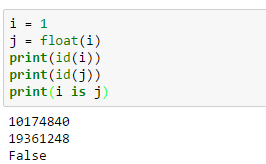 i = 1
j = float(i)
print(id(i))
print(id(j))
print(i is j)
10174840
19361248
False